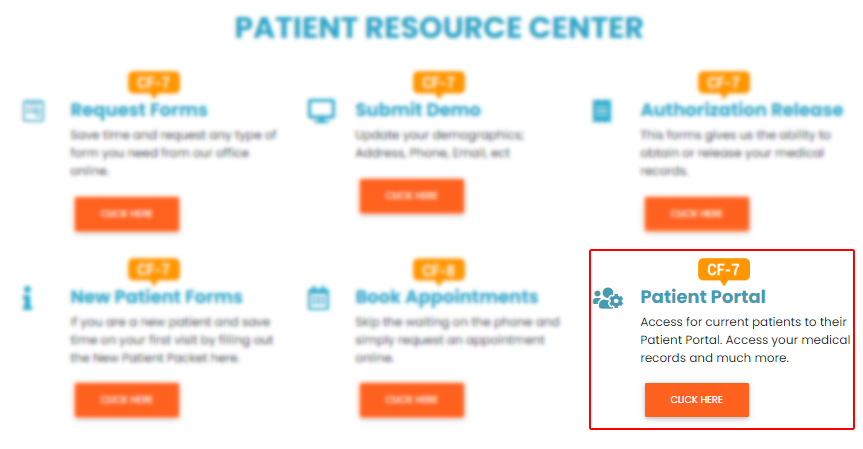 PATIENT RESOURCE CENTER
CF-7
Request Forms
Save time and request any type of
form you need from our office
online.
CLICK HERE
CF-7
Submit Demo
Update your demographics;
Address, Phone, Email, ect
CLICK HERE
CF-7
Authorization Release
This forms gives us the ability to
obtain or release your medical
records.
CLICK HERE
CF-7
New Patient Forms
If you are a new patient and save
time on your first visit by filling out
the New Patient Packet here.
CLICK HERE
CF-8
Book Appointments
Skip the waiting on the phone and
simply request an appointment
online.
CLICK HERE
CF-7
Patient Portal
Access for current patients to their
Patient Portal. Access your medical
records and much more.
CLICK HERE